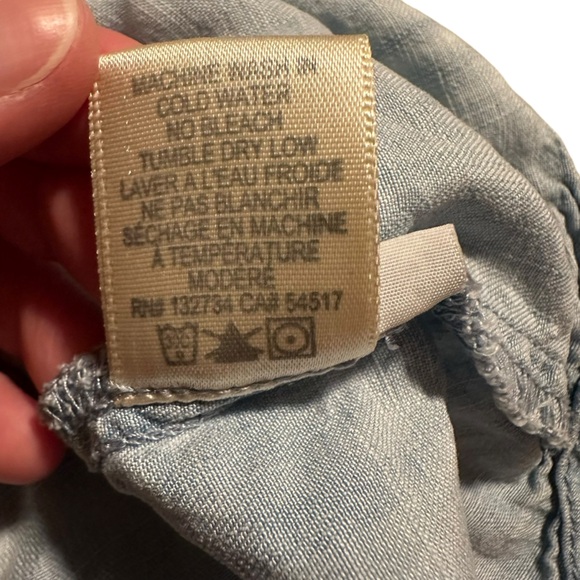 MACHINE WASH IN
COLD WATER
NO BLEACH
TUMBLE DRY LOW
LAVER A L'EAU FROIDE
NE PAS BLANCHIR
SÉCHAGE EN MACHINE
À TEMPÉRATURE
MODÉRÉ
RN# 132734 CA# 54517